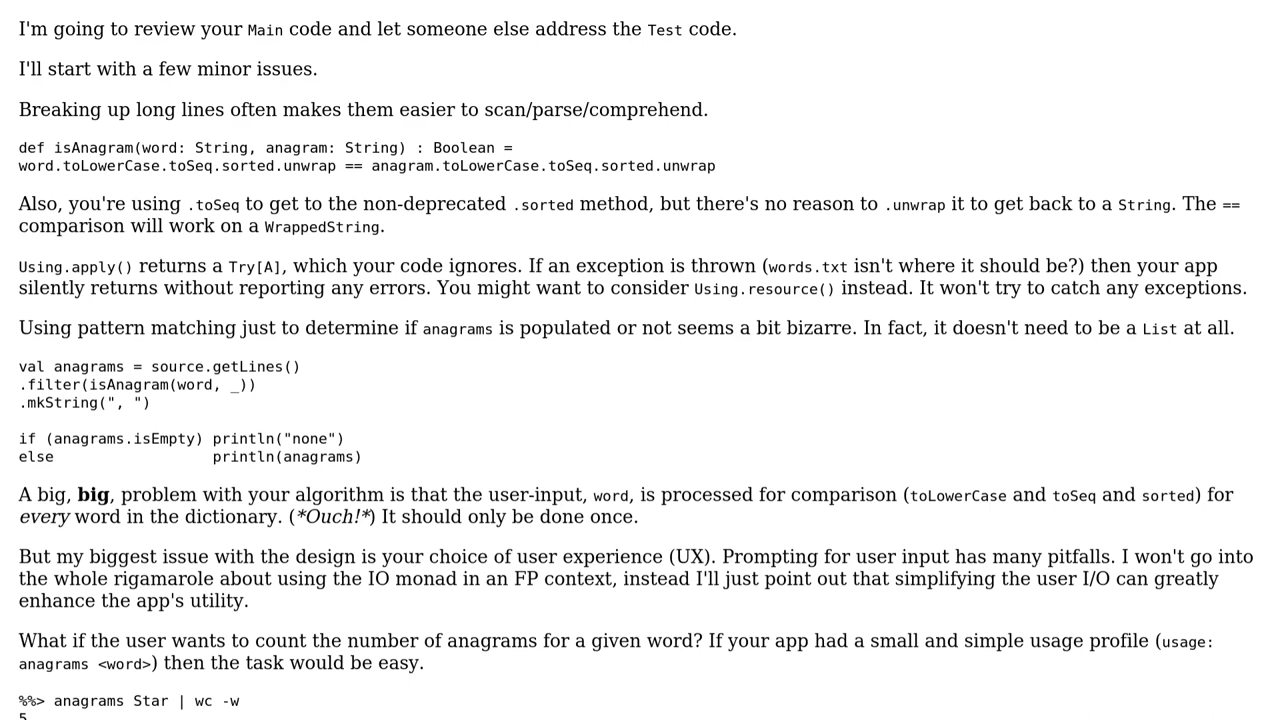 I'm going to review your Main code and let someone else address the Test code.
I'll start with a few minor issues.
Breaking up long lines often makes them easier to scan/parse/comprehend.
def isAnagram(word: String, anagram: String) : Boolean =
word.toLowerCase.toSeq.sorted.unwrap == anagram.toLowerCase.toSeq.sorted.unwrap
Also, you're using .toSeq to get to the non-deprecated .sorted method, but there's no reason to .unwrap it to get back to a String. The ==
comparison will work on a WrappedString.
Using.apply() returns a Try[A], which your code ignores. If an exception is thrown (words.txt isn't where it should be?) then your app
silently returns without reporting any errors. You might want to consider Using.resource() instead. It won't try to catch any exceptions.
Using pattern matching just to determine if anagrams is populated or not seems a bit bizarre. In fact, it doesn't need to be a List at all.
val anagrams = source.getLines()
.filter(isAnagram(word, _))
.mkString(", ")
if (anagrams.isEmpty) println("none")
else                  println(anagrams)
A big, big, problem with your algorithm is that the user-input, word, is processed for comparison (toLowerCase and toSeq and sorted) for
every word in the dictionary. (*Ouch!*) It should only be done once.
But my biggest issue with the design is your choice of user experience (UX). Prompting for user input has many pitfalls. I won't go into
the whole rigamarole about using the IO monad in an FP context, instead I'll just point out that simplifying the user I/O can greatly
enhance the app's utility.
What if the user wants to count the number of anagrams for a given word? If your app had a small and simple usage profile (usage:
anagrams <word>) then the task would be easy.
%%> anagrams Star | wc -w
5